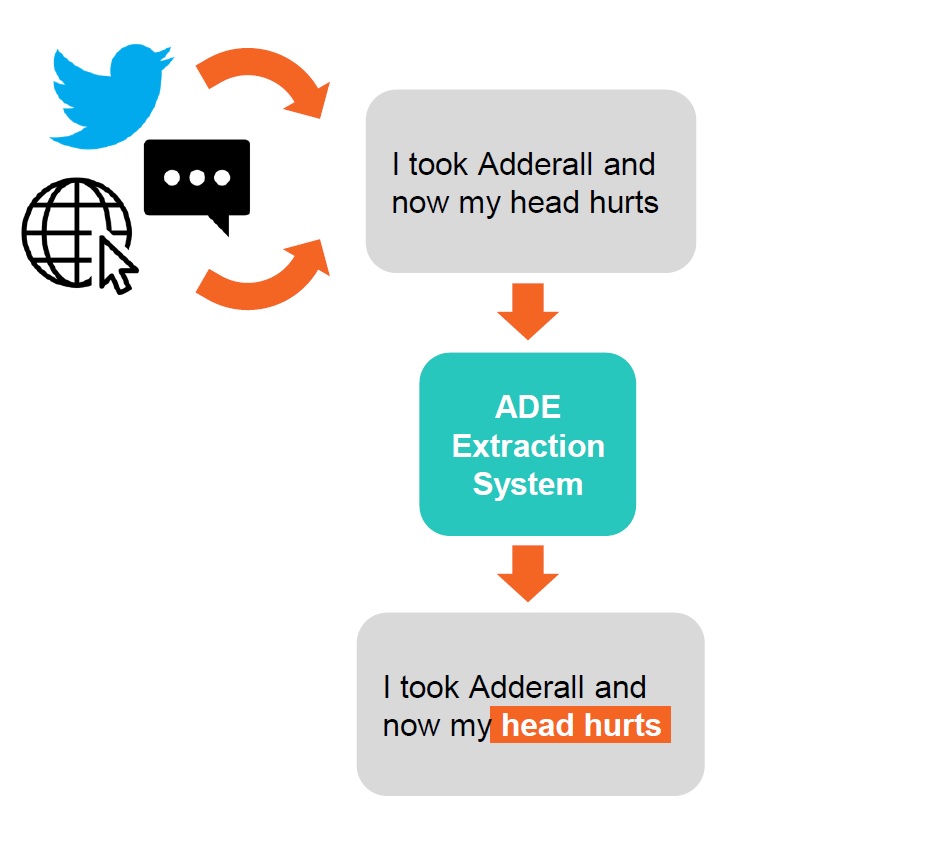 I took Adderall and
now my head hurts
ADE
Extraction
System
I took Adderall and
now my head hurts